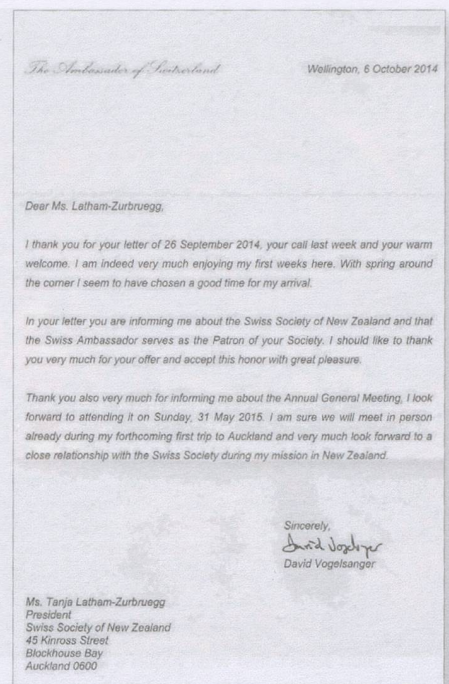 The Ambassador of Switzerland
Wellington, 6 October 2014
Dear Ms. Latham-Zurbruegg,
I thank you for your letter of 26 September 2014, your call last week and your warm
welcome. I am indeed very much enjoying my first weeks here. With spring around
the corner I seem to have chosen a good time for my arrival.
In your letter you are informing me about the Swiss Society of New Zealand and that
the Swiss Ambassador serves as the Patron of your Society. I should like to thank
you very much for your offer and accept this honor with great pleasure.
Thank you also very much for informing me about the Annual General Meeting, I look
forward to attending it on Sunday, 31 May 2015. I am sure we will meet in person
already during my forthcoming first trip to Auckland and very much look forward to a
close relationship with the Swiss Society during my mission in New Zealand.
Sincerely,
David Vogelsanger
Ms. Tanja Latham-Zurbruegg
President
Swiss Society of New Zealand
45 Kinross Street
Blockhouse Bay
Auckland 0600